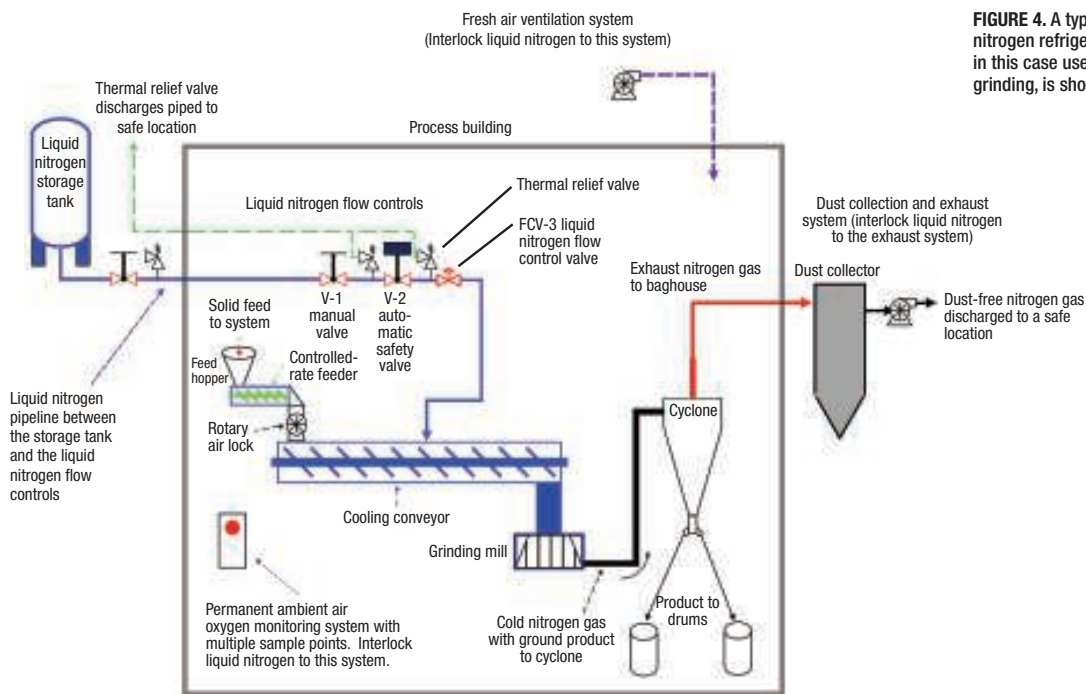 Fresh air ventilation system
(Interlock liquid nitrogen to this system)
FIGURE 4. A typ
nitrogen refrige
in this case use
grinding, is sho
Thermal relief valve
discharges piped to
safe location
Process building
Liquid
nitrogen
storage
tank
Liquid nitrogen flow controls
Thermal relief valve
FCV-3 liquid
nitrogen flow
control valve
Dust collection and exhaust
system (interlock liquid nitrogen
to the exhaust system)
Exhaust nitrogen gas
to baghouse
Dust collector
Dust-free nitrogen gas
discharged to a safe
location
V-1
manual
valve
V-2
auto-
matic
safety
valve
Solid feed
to system
Feed
hopper
Controlled-
rate feeder
Rotary
air lock
Liquid nitrogen
pipeline between
the storage tank
and the liquid
nitrogen flow
controls
Cyclone
Cooling conveyor
Grinding mill
Permanent ambient air
oxygen monitoring system with
multiple sample points. Interlock
liquid nitrogen to this system.
Cold nitrogen gas
with ground product
to cyclone
Product to
drums